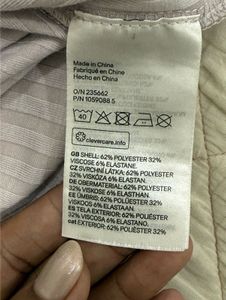 Made in China
Fabriqué en Chine
Hecho en China
O/N 235662
P/N 1059088 5
40
clevercare.info
GB SHELL: 62% POLYESTER 32%
VISCOSE 6% ELASTANE.
CZ SVRCHNÍ LÁTKA: 62% POLYESTER
32% VISKÓZA 6% ELASTAN.
DE OBERMATERIAL: 62% POLYESTER
32% VISKOSE 6% ELASTAN.
EE ÜMBRIS: 62% POLÜESTER 32%
VISKOOS 6% ELASTAAN.
ES TELA EXTERIOR: 62% POLIÉSTER
32% VISCOSA 6% ELASTANO.
cat EXTERIOR: 62% POLIÈSTER 32%